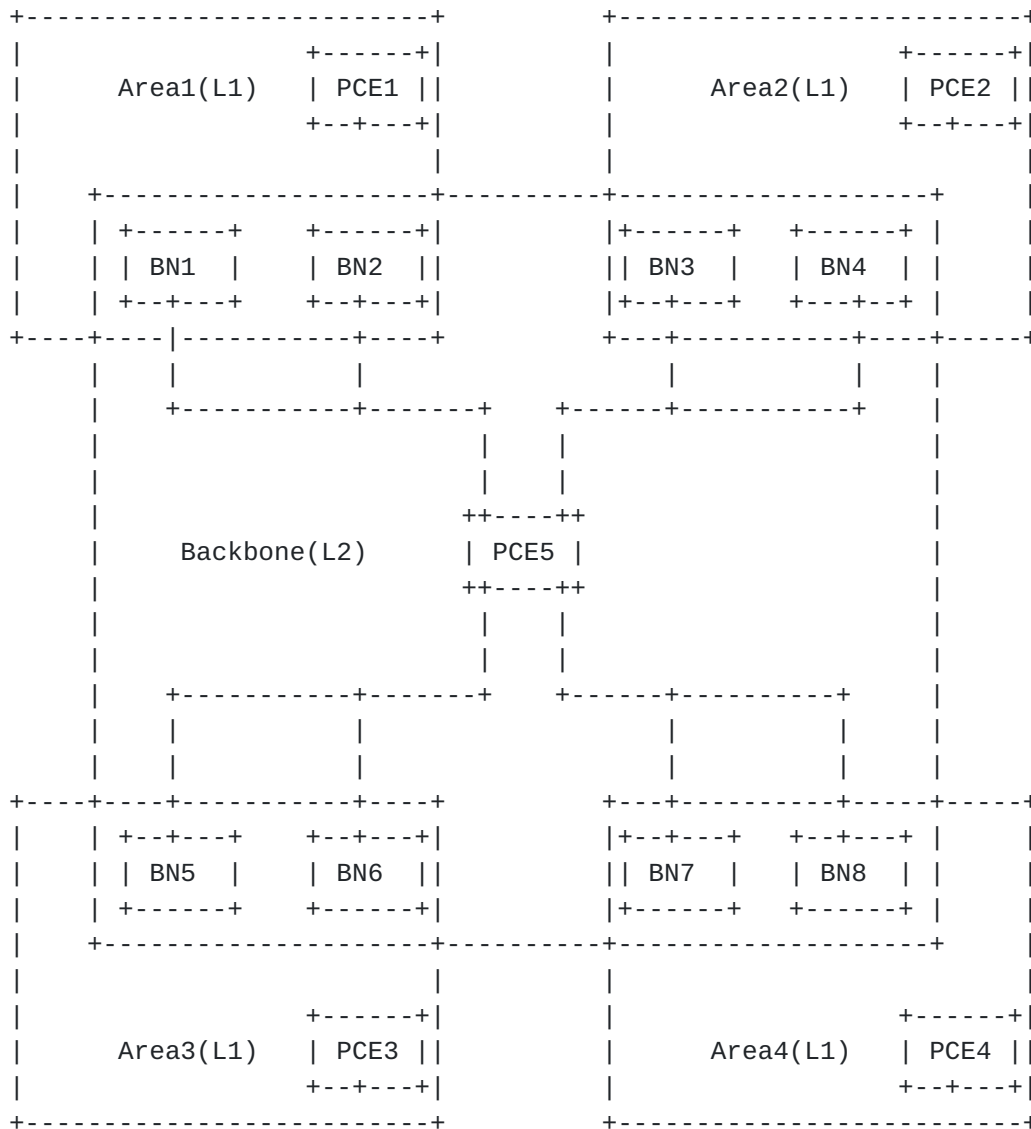 Area1(L1) PCE1 Area2(L1) PCE2
BN1 BN2 BN3 BN4
Backbone(L2) PCE5
BN5 BN6 BN7 BN8
Area3(L1) PCE3 Area4(L1) PCE4